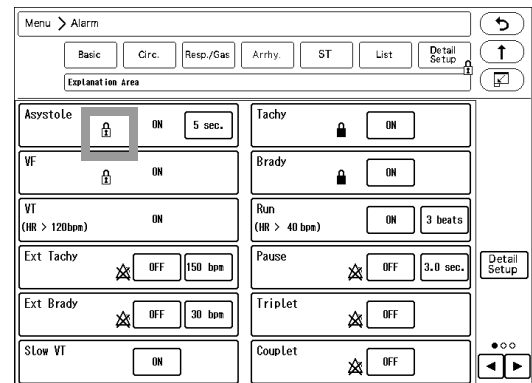 Menu > Alarm
Basic Circ. Resp./Gas Arrhy. ST List Detail Setup
Explanation Area
Asystole ON 5 sec. Tachy ON
VF ON Brady ON
VT (HR > 120bpm) ON Run (HR > 40 bpm) ON 3 beats
Ext Tachy OFF 150 bpm Pause OFF 3.0 sec.
Detail Setup
Ext Brady OFF 30 bpm Triplet OFF
Slow VT ON Couplet OFF